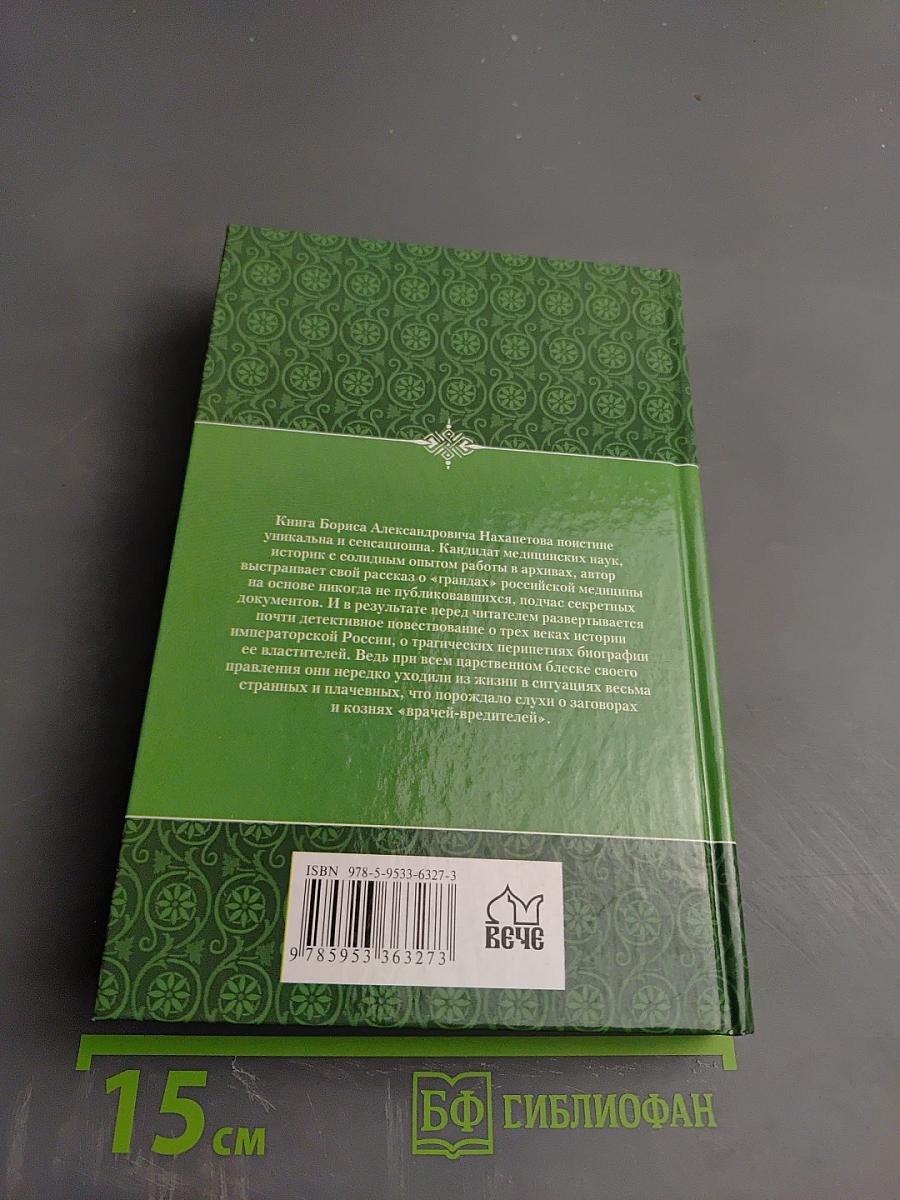 Книга Бориса Александровича Нахапетова поистине
уникальна и сенсационна. Кандидат медицинских наук,
историк с солидным опытом работы в архивах, автор
выстраивает свой рассказ о «грандах» российской медицины
на основе никогда не публиковавшихся, подчас секретных
документов. И в результате перед читателем развертывается
почти детективное повествование о трех веках истории
императорской России, о трагических перипетиях биографии
ее властителей. Ведь при всем царственном блеске своего
правления они нередко уходили из жизни в ситуациях весьма
странных и плачевных, что порождало слухи о заговорах
и кознях «врачей-вредителей».
ISBN 978-5-9533-6327-3
9 785953 363273
ВЕЧЕ
15 см
БФ СИБЛИОФАН